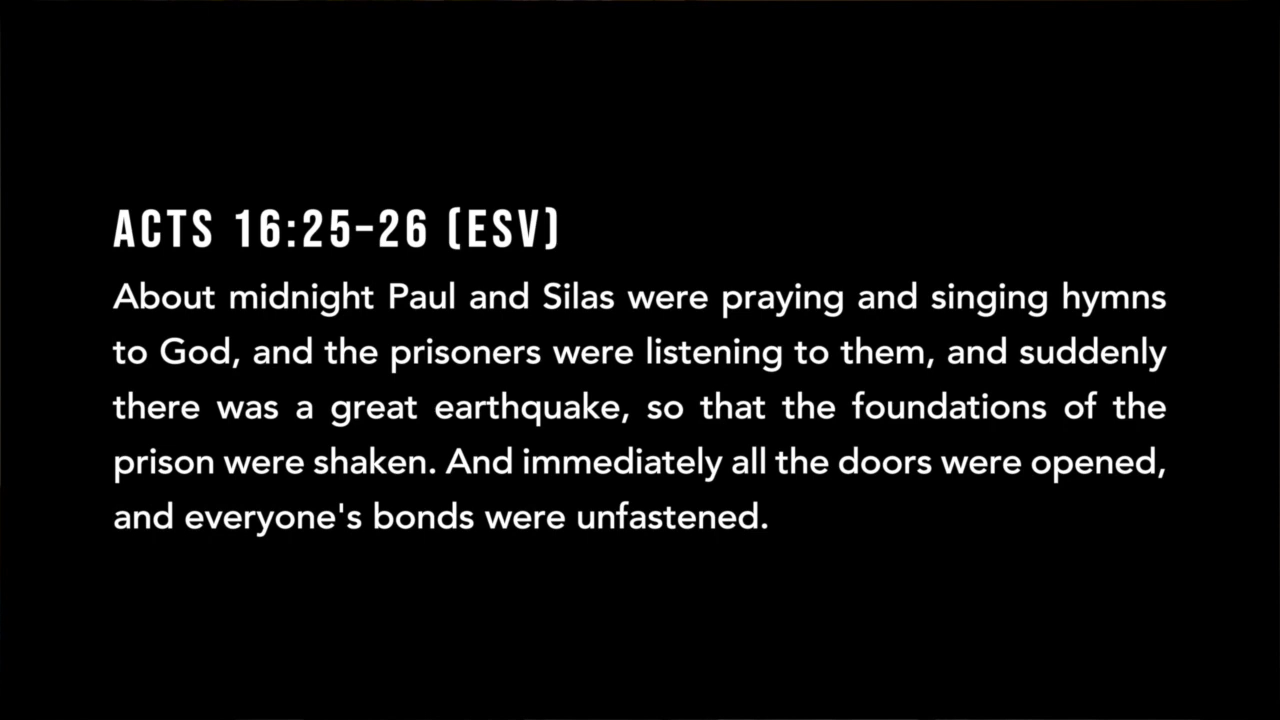 ACTS 16:25–26 (ESV)
About midnight Paul and Silas were praying and singing hymns
to God, and the prisoners were listening to them, and suddenly
there was a great earthquake, so that the foundations of the
prison were shaken. And immediately all the doors were opened,
and everyone's bonds were unfastened.